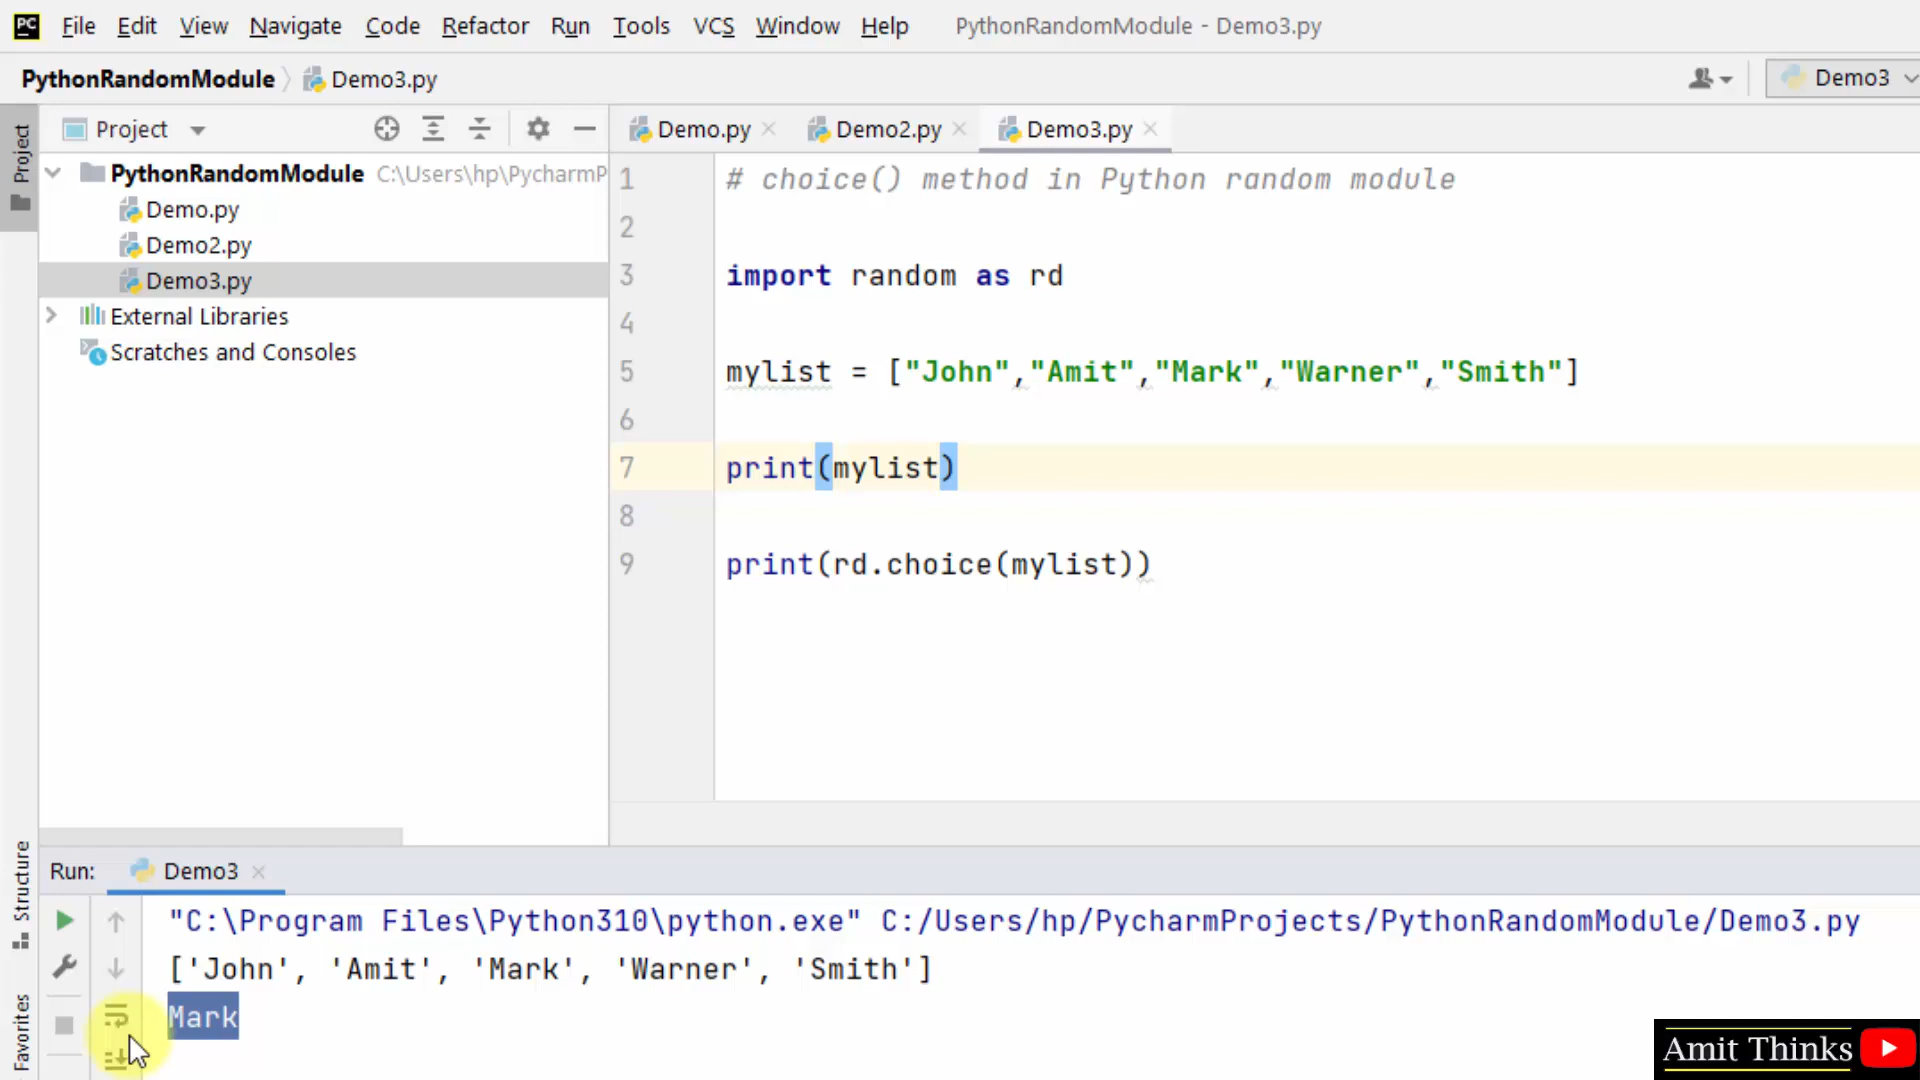 PC File Edit View Navigate Code Refactor Run Tools VCS Window Help PythonRandomModule - Demo3.py
PythonRandomModule Demo3.py Demo3
Project
Project
Demo.py Demo2.py Demo3.py
PythonRandomModule C:\Users\hp\PycharmP
Demo.py
Demo2.py
Demo3.py
External Libraries
Scratches and Consoles
1 # choice() method in Python random module
2
3 import random as rd
4
5 mylist = ["John","Amit","Mark","Warner","Smith"]
6
7 print(mylist)
8
9 print(rd.choice(mylist))
Structure
Favorites
Run: Demo3
"C:\Program Files\Python310\python.exe" C:/Users/hp/PycharmProjects/PythonRandomModule/Demo3.py
['John', 'Amit', 'Mark', 'Warner', 'Smith']
Mark
Amit Thinks